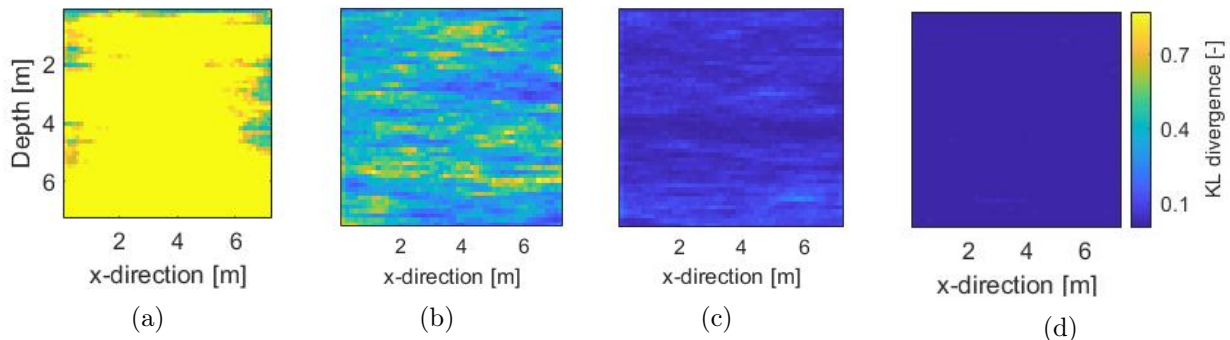 Depth [m]
2
4
6
2 4 6
x-direction [m]
(a)
2 4 6
x-direction [m]
(b)
2 4 6
x-direction [m]
(c)
2 4 6
x-direction [m]
(d)
0.7
0.4
0.1
KL divergence [-]